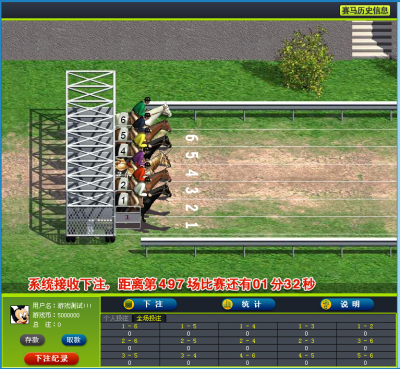 赛马历史信息
6
5
4
2
1
6
5
4
3
2
1
系统接收下注，距离第497场比赛还有01分32秒
用户名：游戏测试!!!
游戏币：5000000
总 注：0
存款 取款
下注纪录
下 注 统 计 说 明
个人投注 全场投注
1-6 1-5 1-4 1-3 1-2
0 0 0 0 0
2-6 2-5 2-4 2-3 3-6
0 0 0 0 0
3-5 3-4 4-6 4-5 5-6
0 0 0 0 0